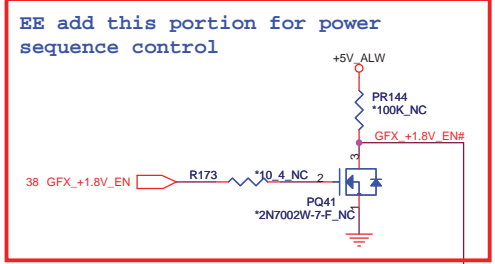 EE add this portion for power
sequence control
+5V_ALW
PR144
*100K_NC
GFX_+1.8V_EN#
3
38 GFX_+1.8V_EN
R173
*10_4_NC
2
PQ41
*2N7002W-7-F_NC
1